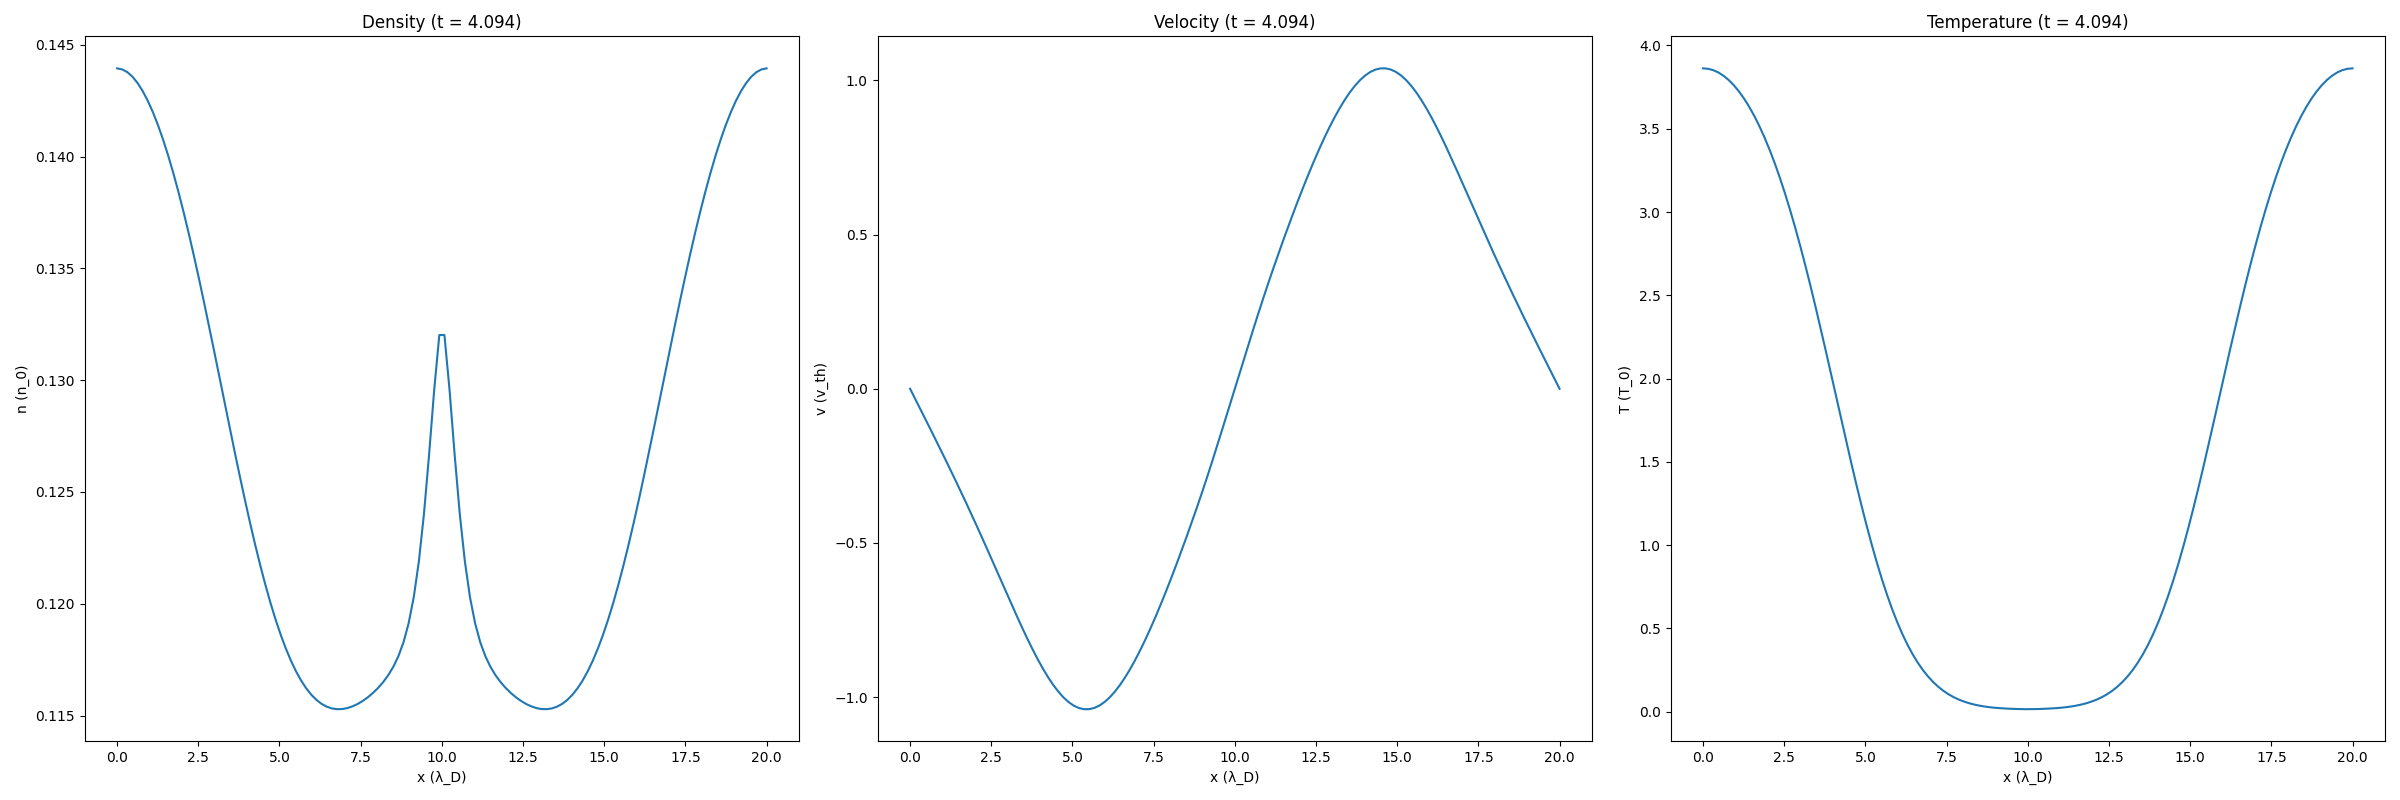 Density (t = 4.094)
0.145
0.140
0.135
0.130
0.125
0.120
0.115
n (n_0)
0.0 2.5 5.0 7.5 10.0 12.5 15.0 17.5 20.0
x (λ_D)
Velocity (t = 4.094)
1.0
0.5
0.0
−0.5
−1.0
v (v_th)
0.0 2.5 5.0 7.5 10.0 12.5 15.0 17.5 20.0
x (λ_D)
Temperature (t = 4.094)
4.0
3.5
3.0
2.5
2.0
1.5
1.0
0.5
0.0
T (T_0)
0.0 2.5 5.0 7.5 10.0 12.5 15.0 17.5 20.0
x (λ_D)